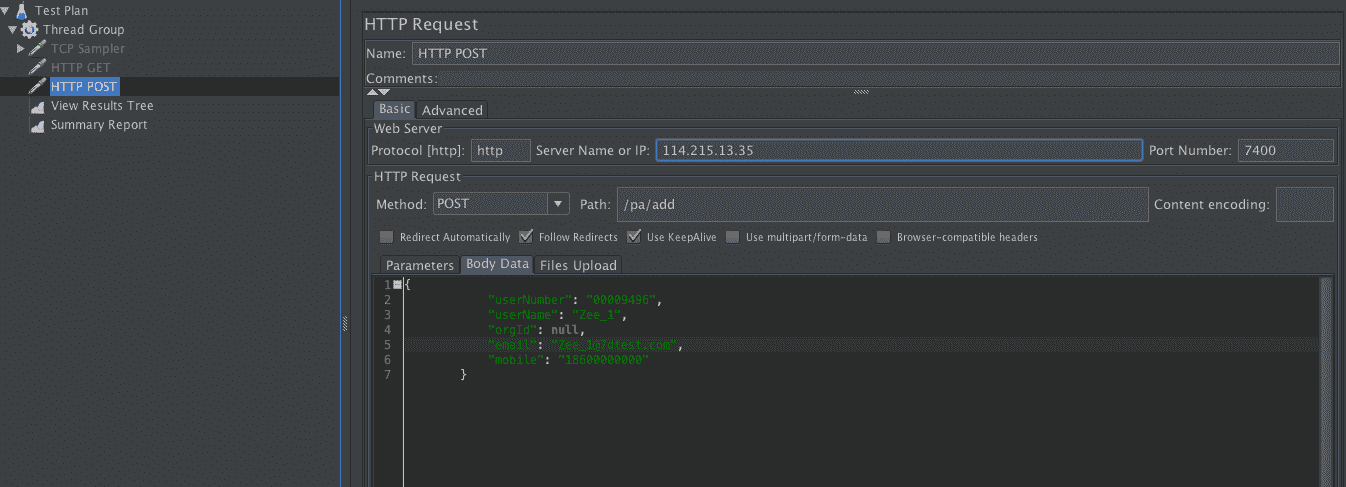 Test Plan
Thread Group
TCP Sampler
HTTP GET
HTTP POST
View Results Tree
Summary Report
HTTP Request
Name: HTTP POST
Comments:
Basic Advanced
Web Server
Protocol [http]: http Server Name or IP: 114.215.13.35 Port Number: 7400
HTTP Request
Method: POST Path: /pa/add Content encoding:
Redirect Automatically Follow Redirects Use KeepAlive Use multipart/form-data Browser-compatible headers
Parameters Body Data Files Upload
1 {
2 "userNumber": "00009496",
3 "userName": "Zee_1",
4 "orgId": null,
5 "email": "Zee_1@7dtest.com",
6 "mobile": "18600000000"
7 }